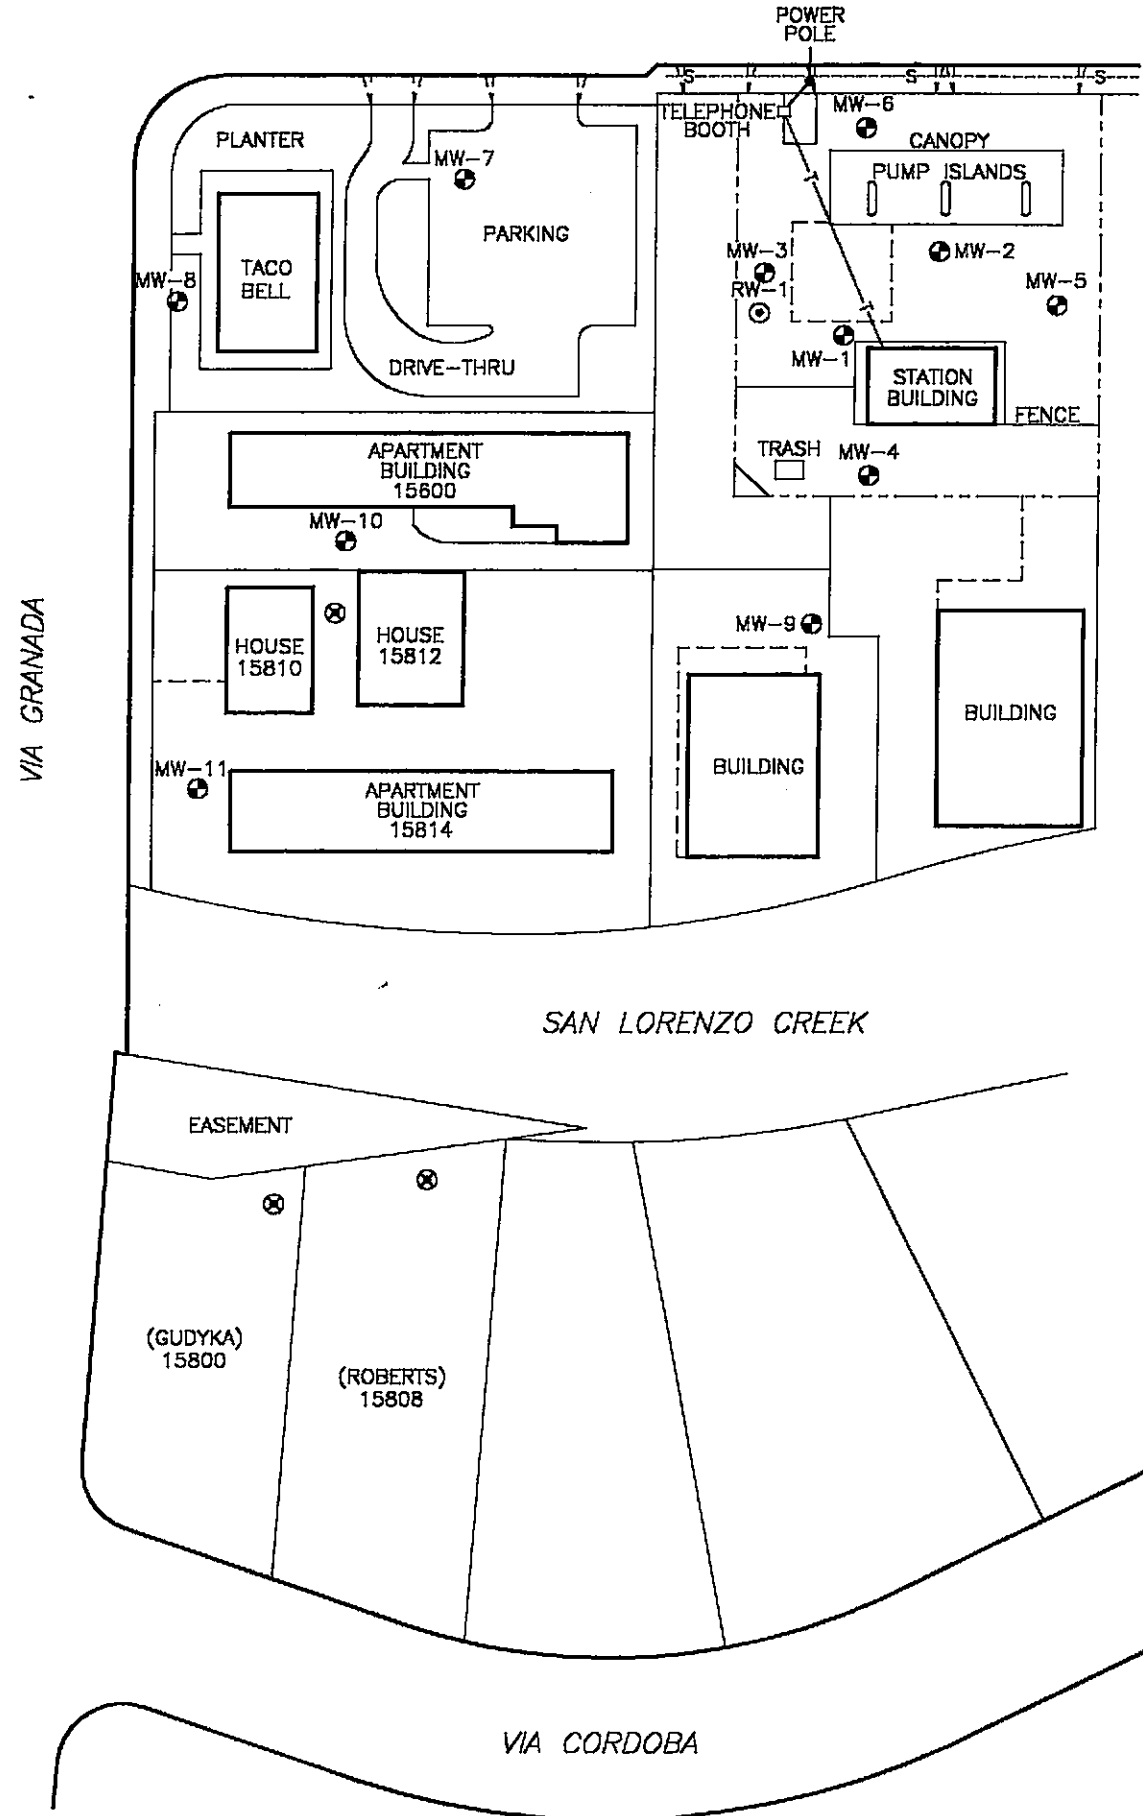 POWER
POLE
S
S
S
TELEPHONE
BOOTH
MW-6
PLANTER
CANOPY
MW-7
PUMP ISLANDS
PARKING
MW-3
MW-2
TACO
BELL
MW-8
RW-1
MW-5
MW-1
DRIVE-THRU
STATION
BUILDING
FENCE
APARTMENT
BUILDING
15600
TRASH
MW-4
MW-10
VIA GRANADA
HOUSE
15810
HOUSE
15812
MW-9
BUILDING
BUILDING
MW-11
APARTMENT
BUILDING
15814
SAN LORENZO CREEK
EASEMENT
(GUDYKA)
15800
(ROBERTS)
15808
VIA CORDOBA